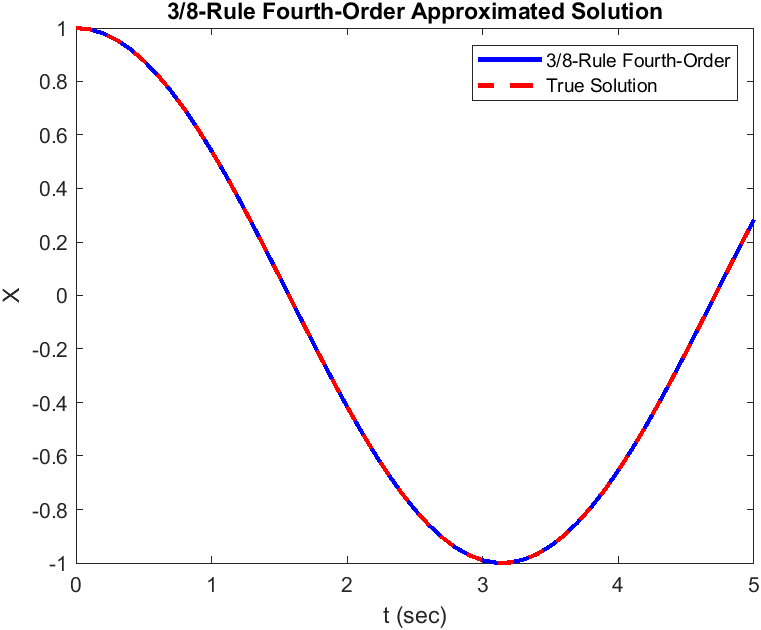 3/8-Rule Fourth-Order Approximated Solution
3/8-Rule Fourth-Order
True Solution
1
0.8
0.6
0.4
0.2
0
-0.2
-0.4
-0.6
-0.8
-1
X
0 1 2 3 4 5
t (sec)